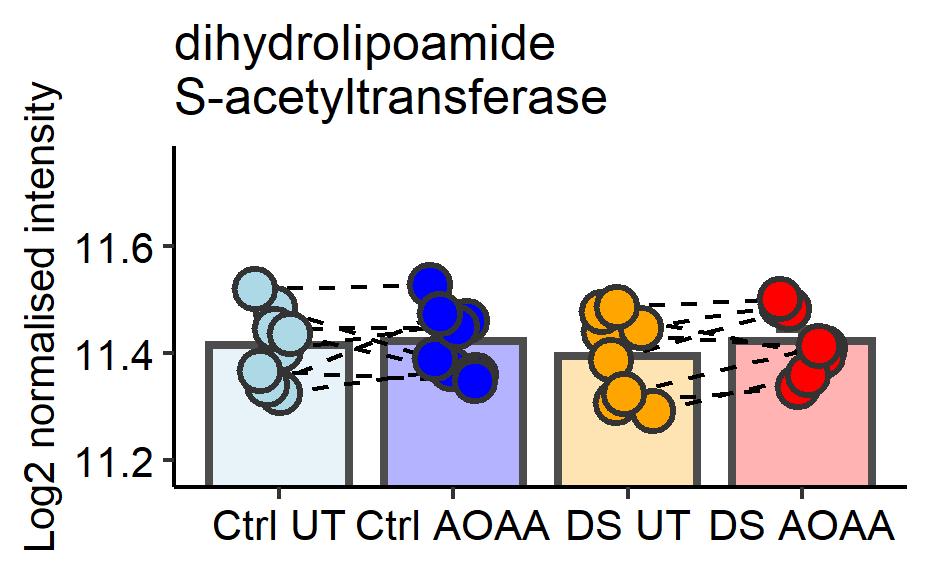 dihydrolipoamide
S-acetyltransferase
Log2 normalised intensity
11.6
11.4
11.2
Ctrl UT Ctrl AOAA DS UT DS AOAA